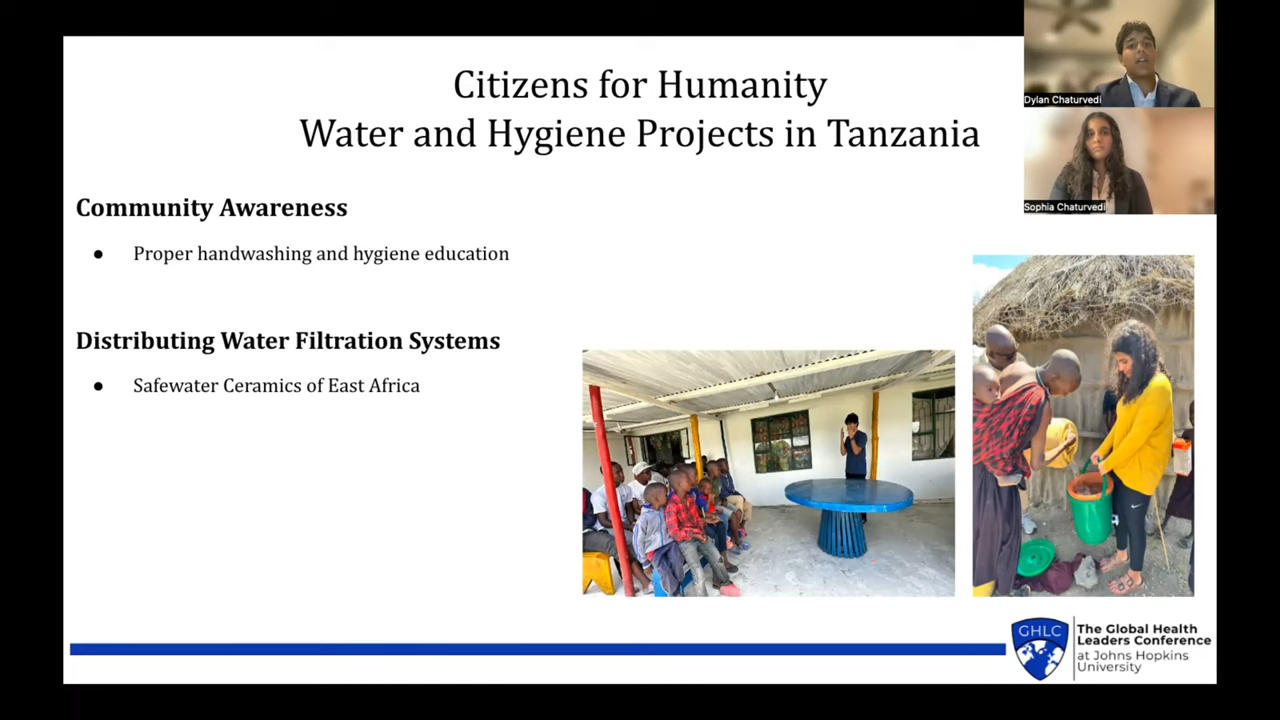 Citizens for Humanity
Water and Hygiene Projects in Tanzania
Dylan Chaturvedi
Sophia Chaturvedi
Community Awareness
● Proper handwashing and hygiene education
Distributing Water Filtration Systems
● Safewater Ceramics of East Africa
GHLC
The Global Health
Leaders Conference
at Johns Hopkins
University